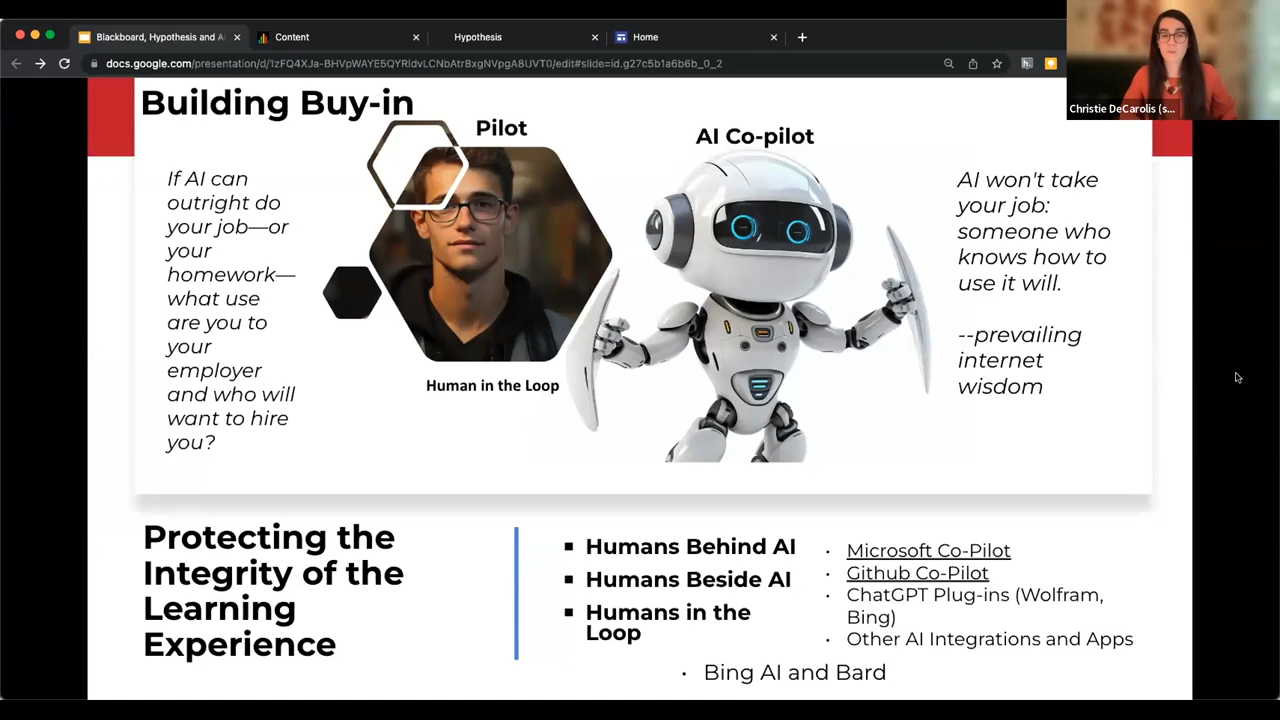 Blackboard, Hypothesis and A
Content
Hypothesis
Home
docs.google.com/presentation/d/1zFQ4XJa-BHVpWAYE5QYRidvLCNbAtrBxgNVpgA8UVT0/edit#slide=id.g27c5b1a6b6b_0_2
Christie DeCarolis (s...
Building Buy-in
Pilot
AI Co-pilot
If AI can
outright do
your job—or
your
homework—
what use
are you to
your
employer
and who will
want to hire
you?
Human in the Loop
AI won't take
your job:
someone who
knows how to
use it will.
--prevailing
internet
wisdom
Protecting the
Integrity of the
Learning
Experience
▪ Humans Behind AI
▪ Humans Beside AI
▪ Humans in the
Loop
• Microsoft Co-Pilot
• Github Co-Pilot
• ChatGPT Plug-ins (Wolfram,
Bing)
• Other AI Integrations and Apps
• Bing AI and Bard